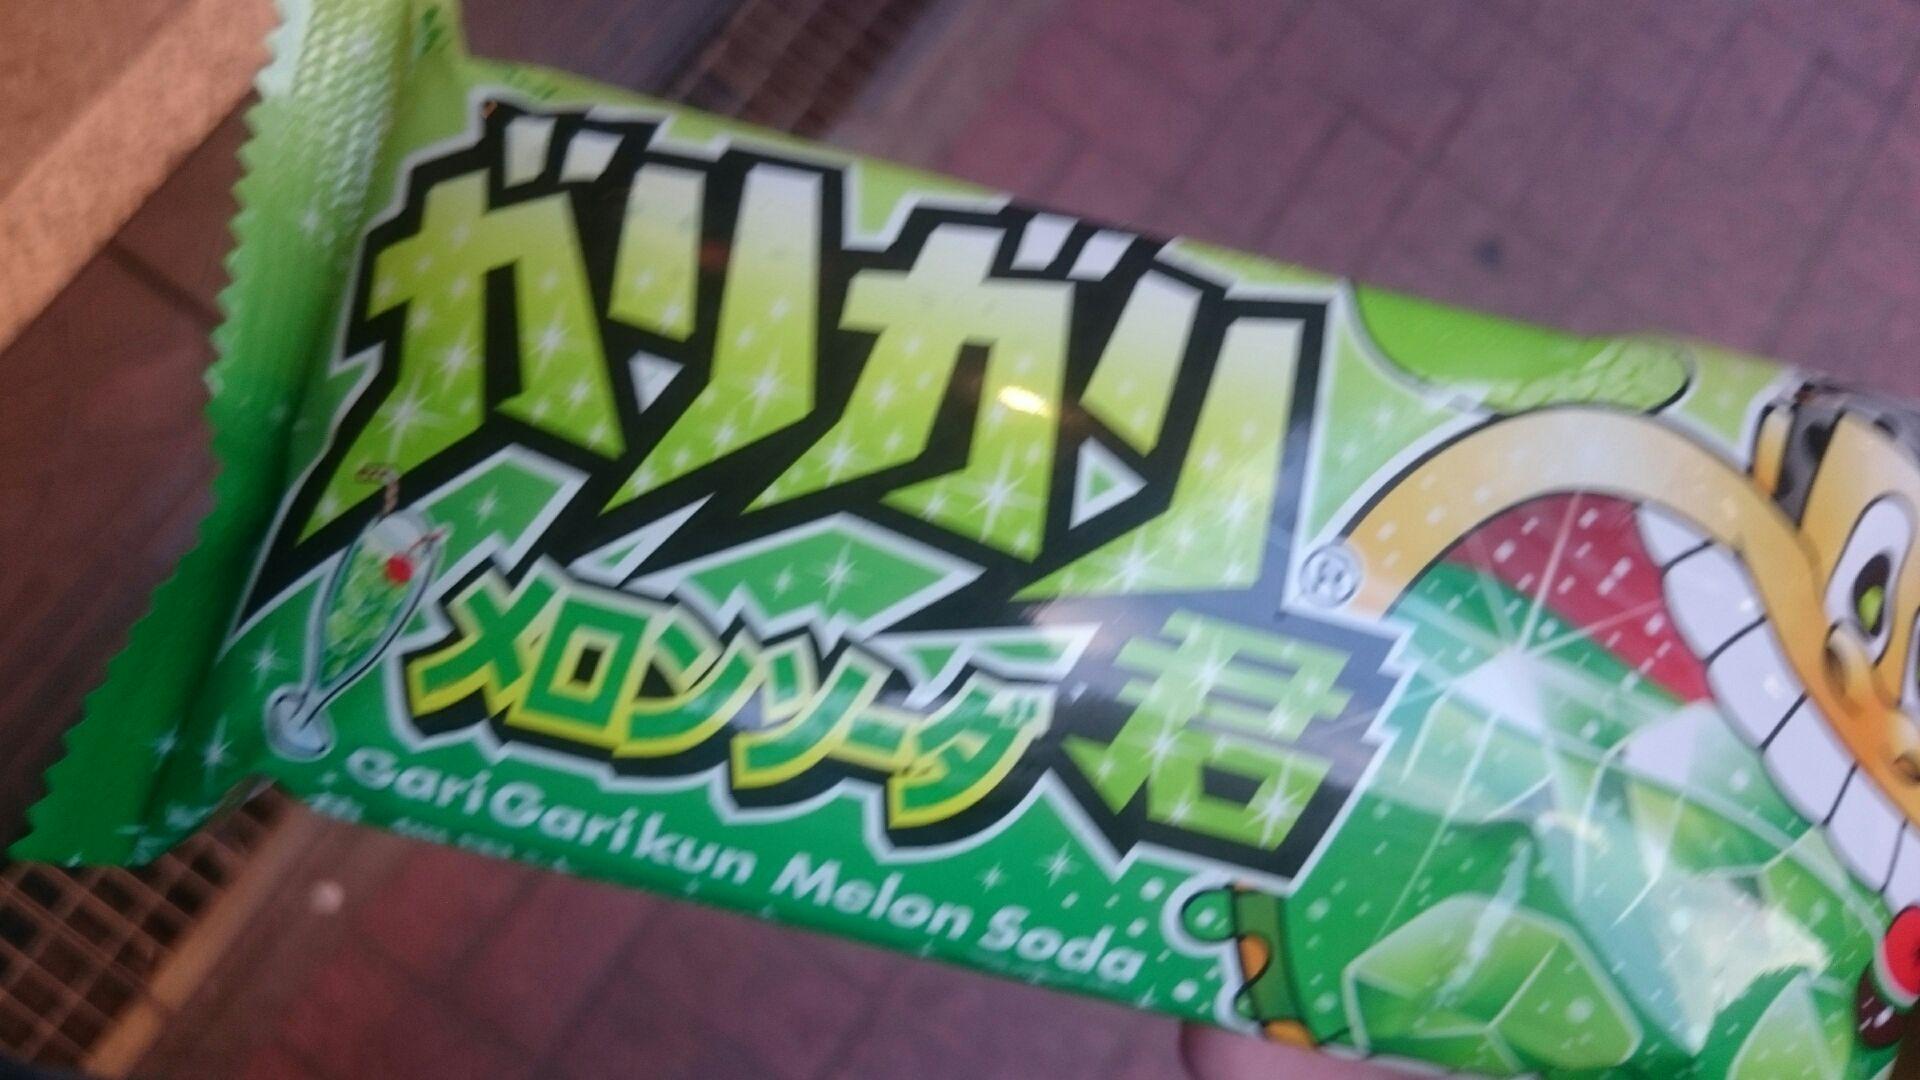 ガリガリ君
®
メロンソーダ
GariGarikun Melon Soda